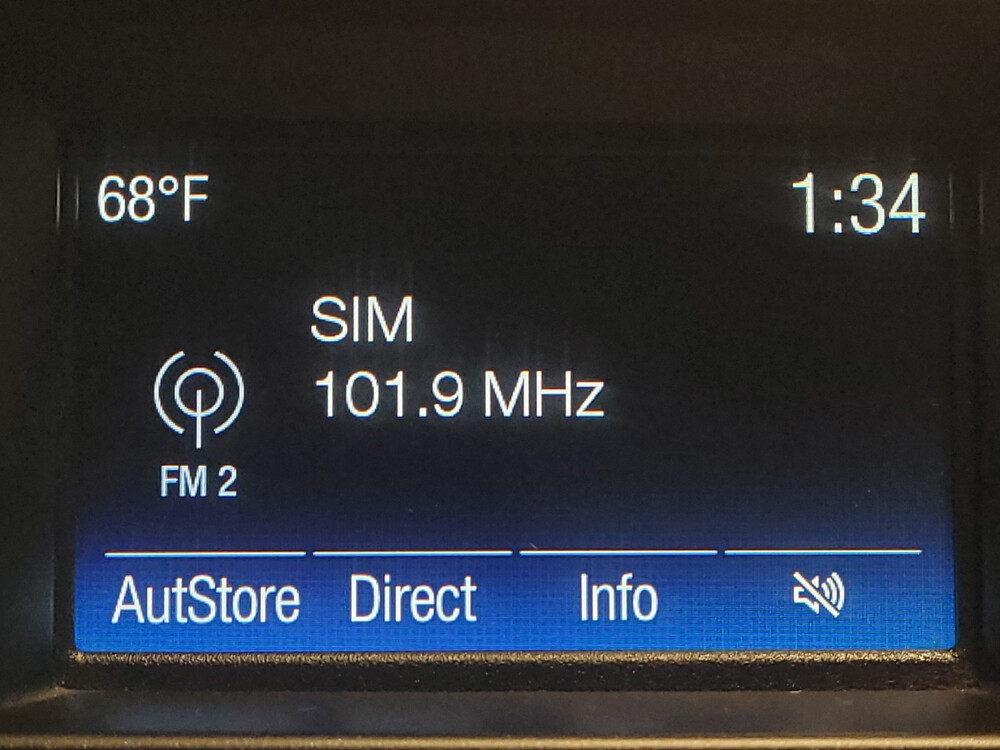 68°F
1:34
SIM
101.9 MHz
FM 2
AutStore
Direct
Info